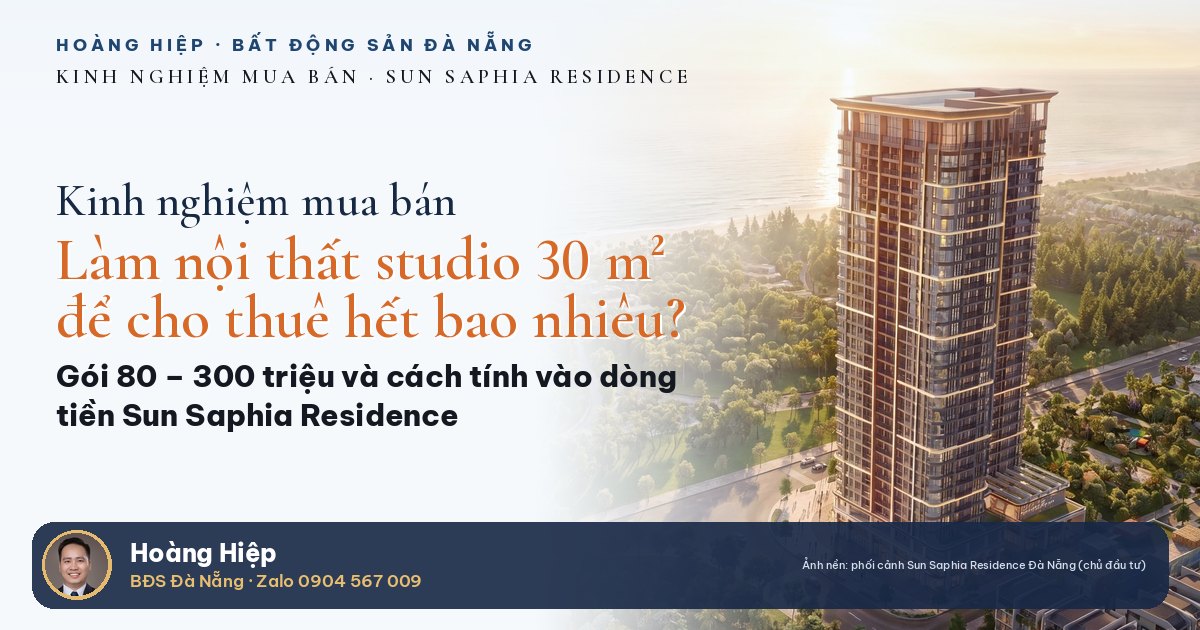 HOÀNG HIỆP · BẤT ĐỘNG SẢN ĐÀ NẴNG
KINH NGHIỆM MUA BÁN · SUN SAPHIA RESIDENCE
Kinh nghiệm mua bán
Làm nội thất studio 30 m²
để cho thuê hết bao nhiêu?
Gói 80 – 300 triệu và cách tính vào dòng
tiền Sun Saphia Residence
Hoàng Hiệp
BĐS Đà Nẵng · Zalo 0904 567 009
Ảnh nền: phối cảnh Sun Saphia Residence Đà Nẵng (chủ đầu tư)